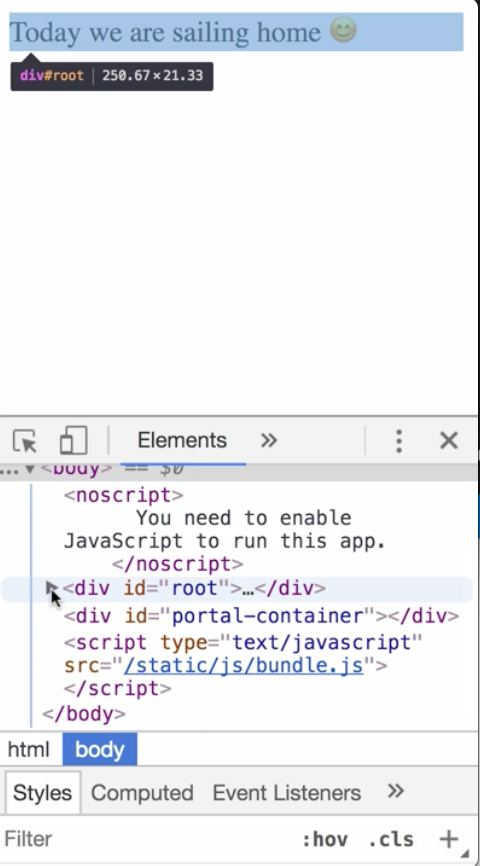 Today we are sailing home 😊
div#root | 250.67×21.33
Elements »
... ▼ <body> == $0
<noscript>
You need to enable
JavaScript to run this app.
</noscript>
▶ <div id="root">…</div>
<div id="portal-container"></div>
<script type="text/javascript"
src="/static/js/bundle.js">
</script>
</body>
html body
Styles Computed Event Listeners »
Filter :hov .cls +